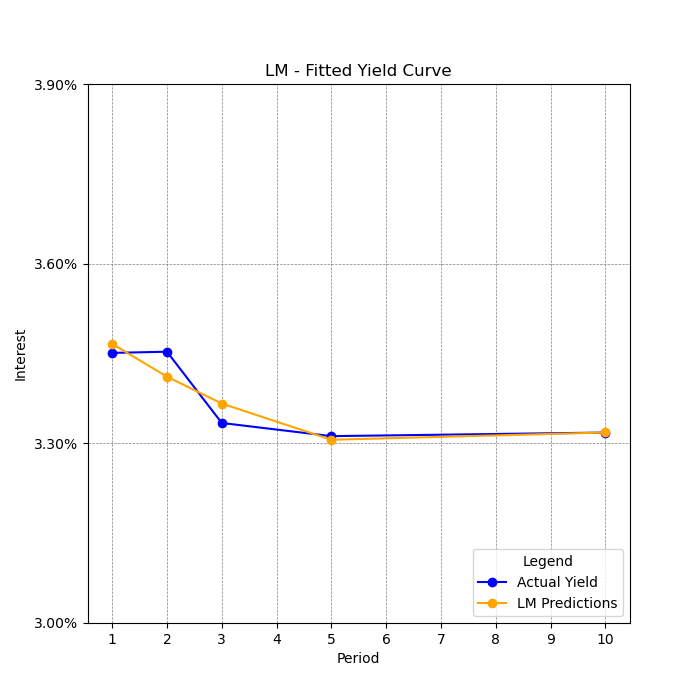 LM - Fitted Yield Curve
3.90%
3.60%
3.30%
3.00%
Interest
1 2 3 4 5 6 7 8 9 10
Period
Legend
Actual Yield
LM Predictions